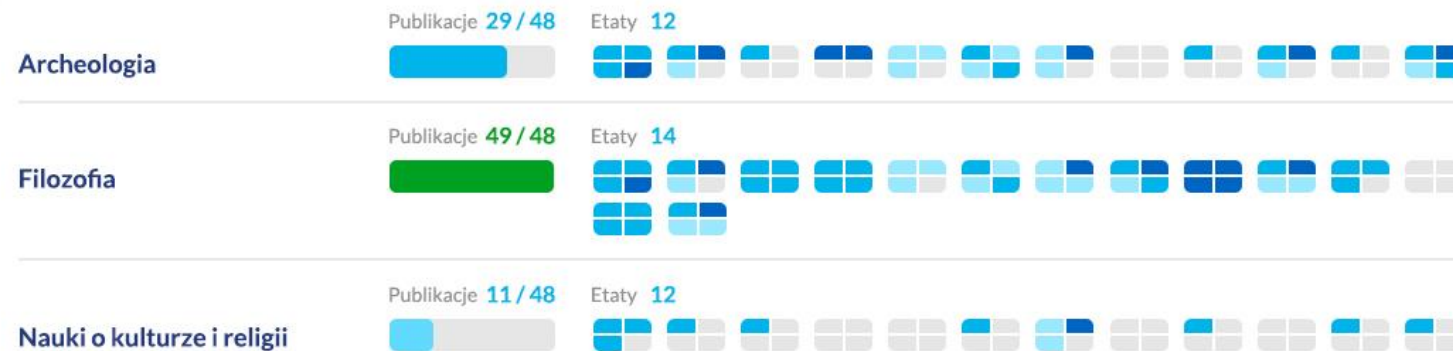 Publikacje 29 / 48 Etaty 12
Archeologia
Publikacje 49 / 48 Etaty 14
Filozofia
Publikacje 11 / 48 Etaty 12
Nauki o kulturze i religii